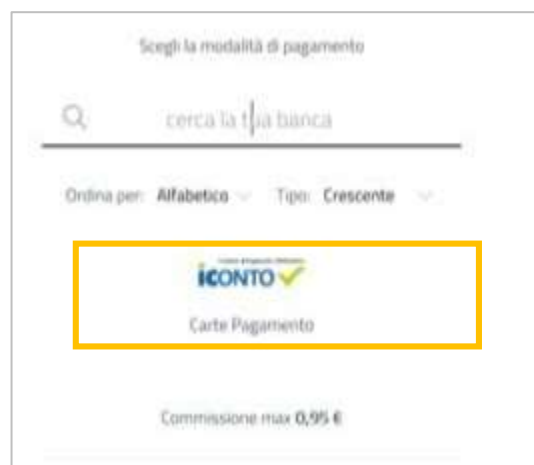 Scegli la modalità di pagamento
cerca la tua banca
Ordina per: Alfabetico Tipo: Crescente
iCONTO
Carte Pagamento
Commissione max 0,95 €